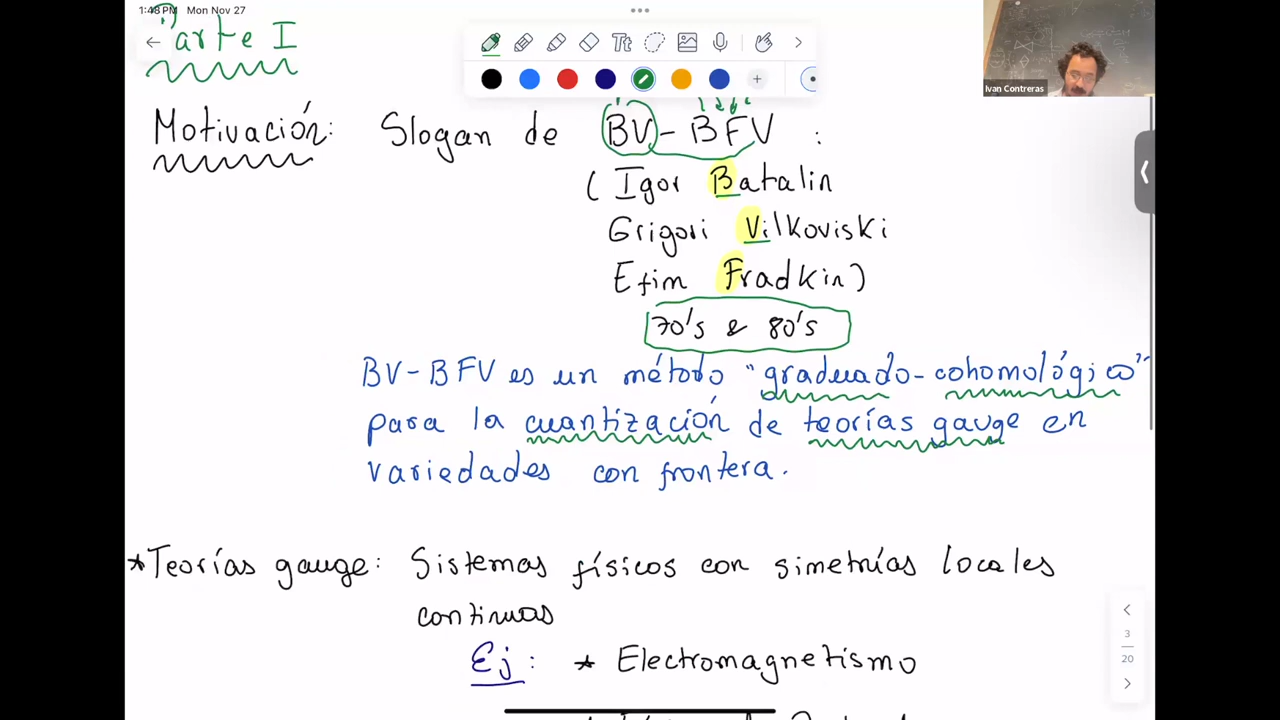 1:48 PM Mon Nov 27
Parte I
Tt
Ivan Contreras
Motivación: Slogan de BV-BFV :
( Igor Batalin
Grigori Vilkoviski
Efim Fradkin)
70's & 80's
BV-BFV es un método "graduado-cohomológico"
para la cuantización de teorías gauge en
variedades con frontera.
*Teorías gauge: Sistemas físicos con simetrías locales
continuas
Ej: * Electromagnetismo
3
20